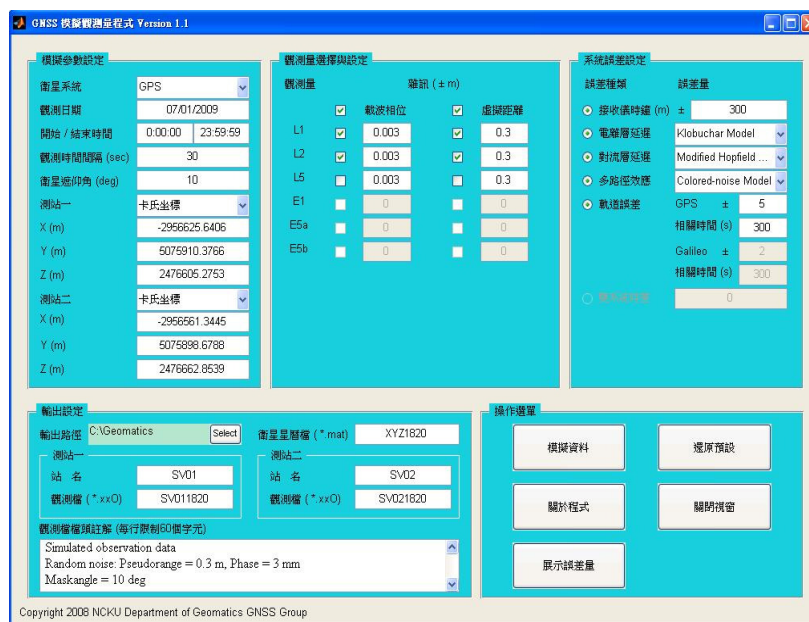 GNSS 模擬觀測量程式 Version 1.1
模擬參數設定
衛星系統 GPS
觀測日期 07/01/2009
開始 / 結束時間 0:00:00 23:59:59
觀測時間間隔 (sec) 30
衛星遮仰角 (deg) 10
測站一 卡氏坐標
X (m) -2956625.6406
Y (m) 5075910.3766
Z (m) 2476605.2753
測站二 卡氏坐標
X (m) -2956561.3445
Y (m) 5075898.6788
Z (m) 2476662.8539
觀測量選擇與設定
觀測量 雜訊 (± m)
載波相位 虛擬距離
L1 0.003 0.3
L2 0.003 0.3
L5 0.003 0.3
E1 0 0
E5a 0 0
E5b 0 0
系統誤差設定
誤差種類 誤差量
接收儀時鐘 (m) ± 300
電離層延遲 Klobuchar Model
對流層延遲 Modified Hopfield ...
多路徑效應 Colored-noise Model
軌道誤差 GPS ± 5
相關時間 (s) 300
Galileo ± 2
相關時間 (s) 300
0
輸出設定
輸出路徑 C:\Geomatics Select 衛星星曆檔 (*.mat) XYZ1820
測站一
站 名 SV01
觀測檔 (*.xxO) SV011820
測站二
站 名 SV02
觀測檔 (*.xxO) SV021820
觀測檔檔頭註解 (每行限制60個字元)
Simulated observation data
Random noise: Pseudorange = 0.3 m, Phase = 3 mm
Maskangle = 10 deg
操作選單
模擬資料 還原預設
關於程式 關閉視窗
展示誤差量
Copyright 2008 NCKU Department of Geomatics GNSS Group